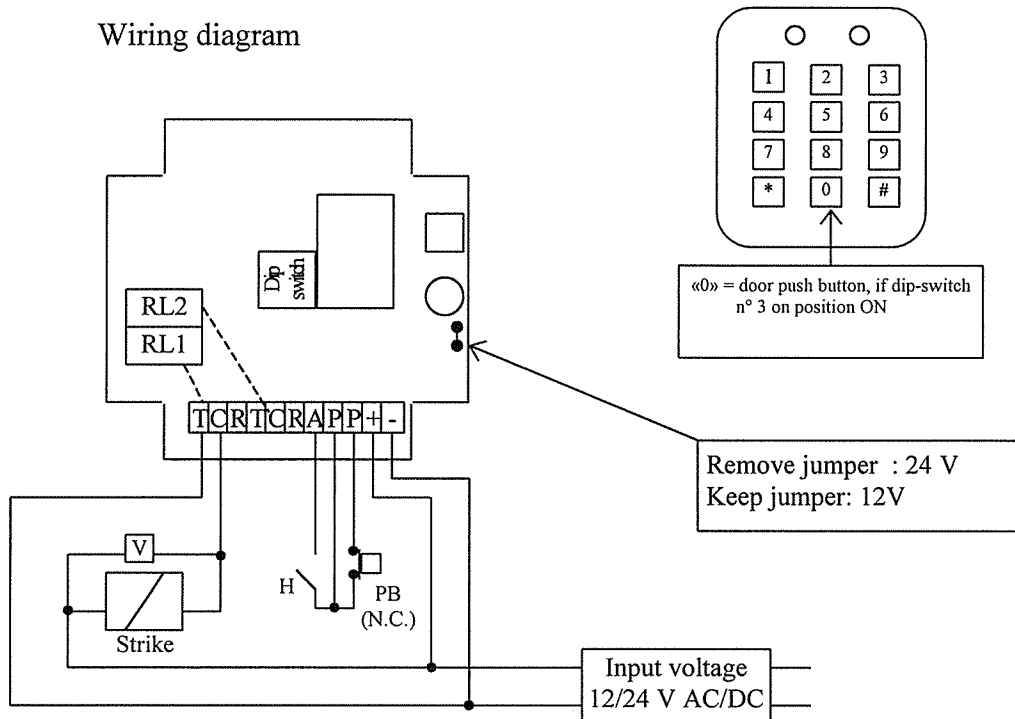 Wiring diagram
1 2 3
4 5 6
7 8 9
* 0 #
«0» = door push button, if dip-switch
n° 3 on position ON
Dip
switch
RL2
RL1
T C R T C R A P P + -
Remove jumper : 24 V
Keep jumper: 12V
V
H
PB
(N.C.)
Strike
Input voltage
12/24 V AC/DC